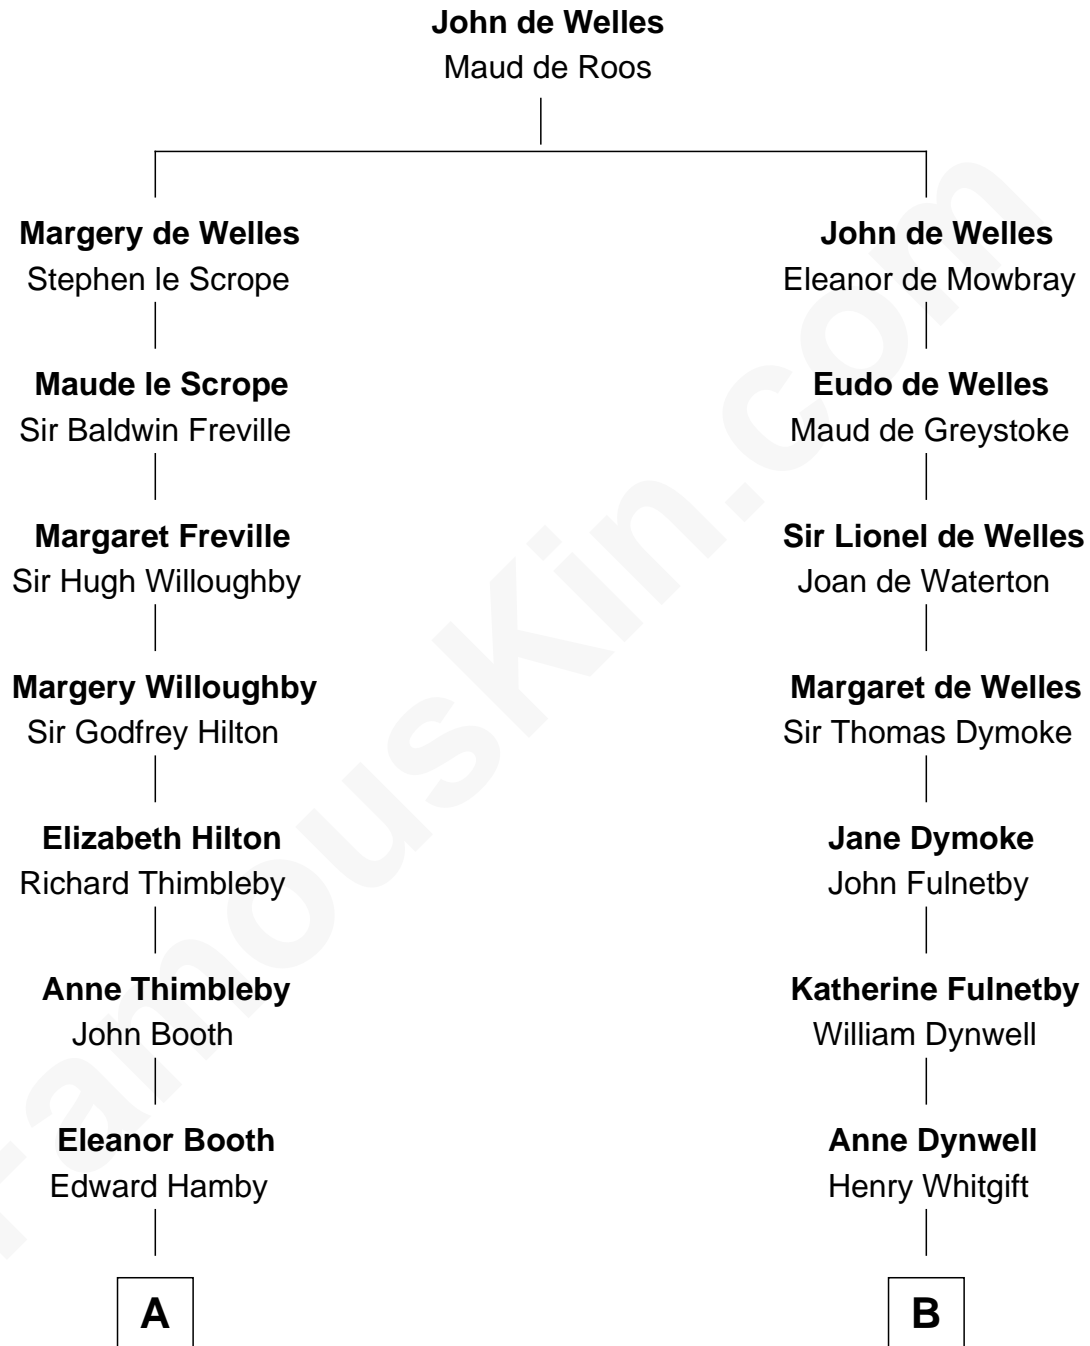 John de Welles
Maud de Roos
Margery de Welles
Stephen le Scrope
John de Welles
Eleanor de Mowbray
Maude le Scrope
Sir Baldwin Freville
Eudo de Welles
Maud de Greystoke
Margaret Freville
Sir Hugh Willoughby
Sir Lionel de Welles
Joan de Waterton
Margery Willoughby
Sir Godfrey Hilton
Margaret de Welles
Sir Thomas Dymoke
Elizabeth Hilton
Richard Thimbleby
Jane Dymoke
John Fulnetby
Anne Thimbleby
John Booth
Katherine Fulnetby
William Dynwell
Eleanor Booth
Edward Hamby
Anne Dynwell
Henry Whitgift
A
B
FamousKin.com